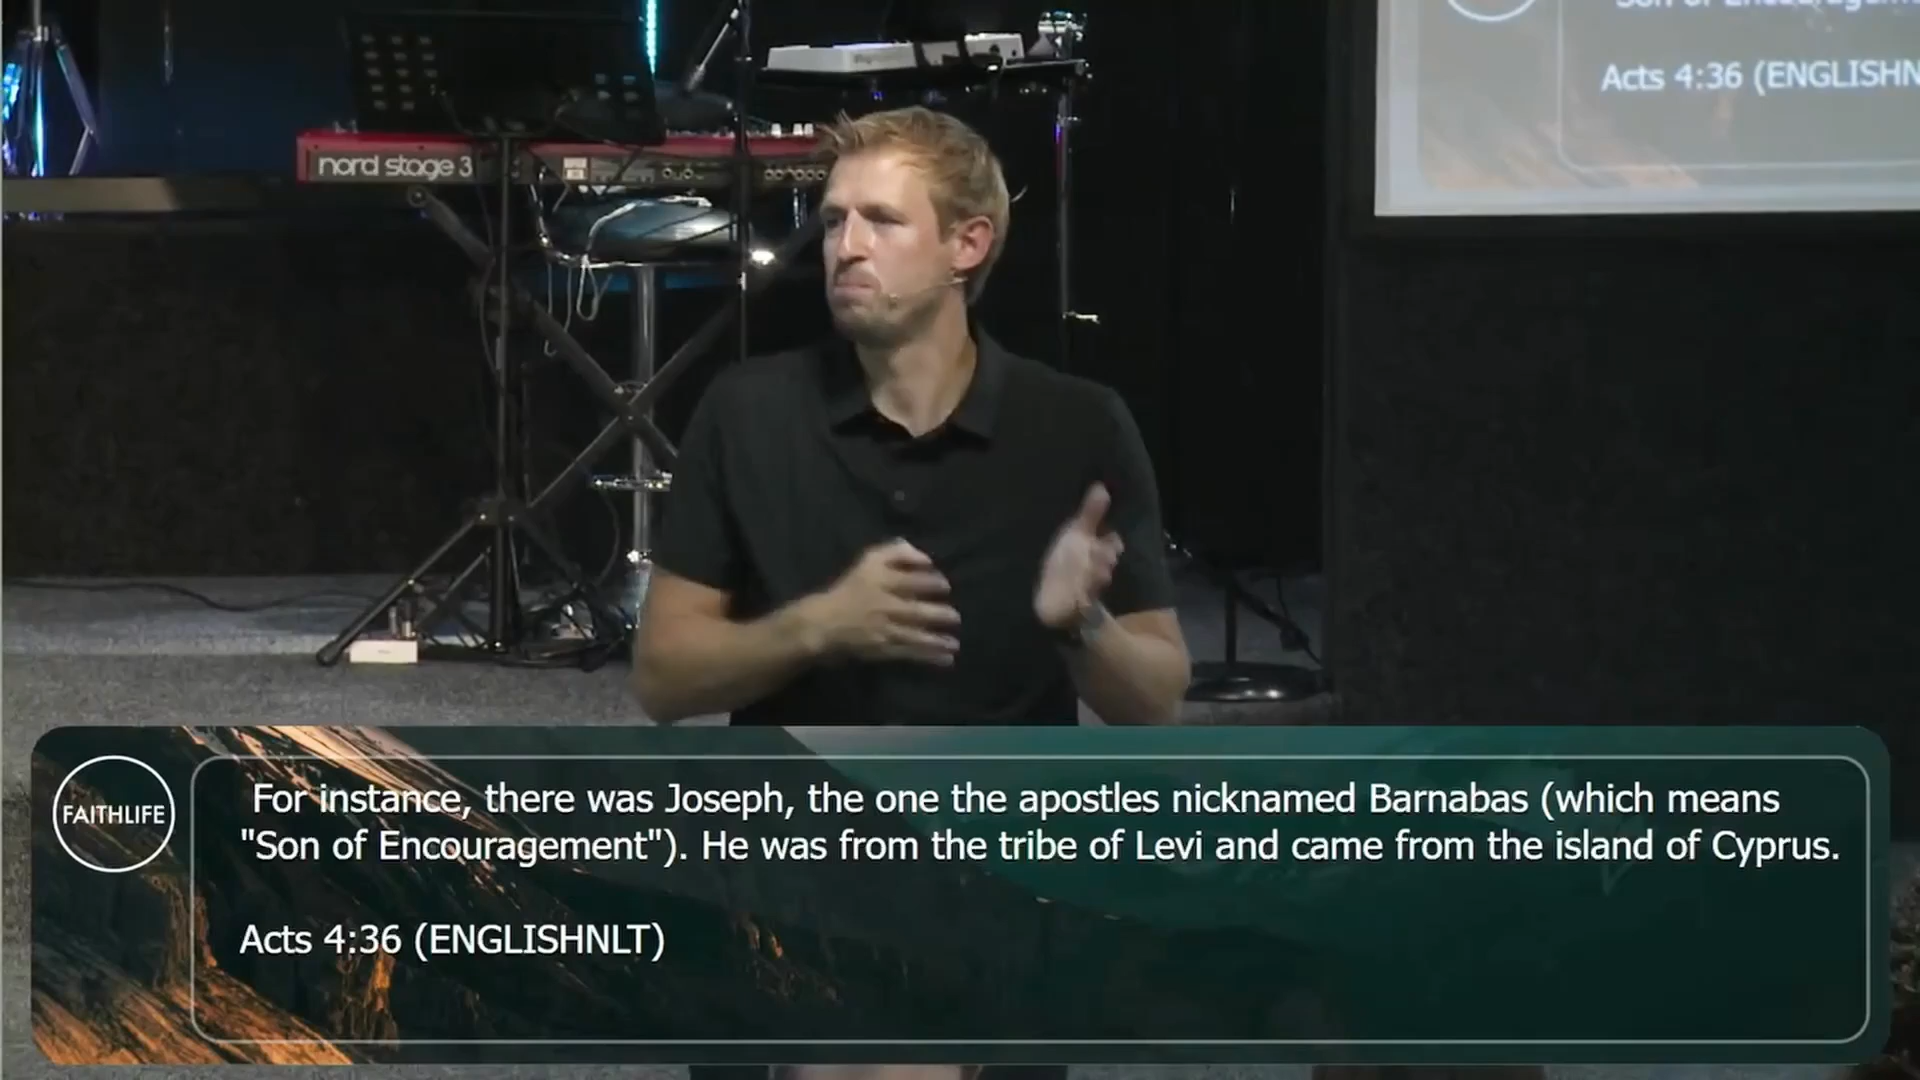 Acts 4:36 (ENGLISHN
nord stage 3
FAITHLIFE
For instance, there was Joseph, the one the apostles nicknamed Barnabas (which means
"Son of Encouragement"). He was from the tribe of Levi and came from the island of Cyprus.
Acts 4:36 (ENGLISHNLT)